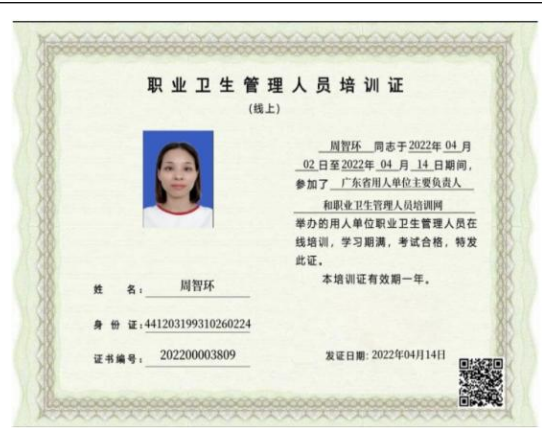 职业卫生管理人员培训证
(线上)
周智环 同志于2022年 04 月
02 日至2022年 04 月 14 日期间，
参加了 广东省用人单位主要负责人
和职业卫生管理人员培训网
举办的用人单位职业卫生管理人员在
线培训，学习期满，考试合格，特发
此证。
本培训证有效期一年。
姓 名：周智环
身 份 证：441203199310260224
证书编号：202200003809
发证日期：2022年04月14日